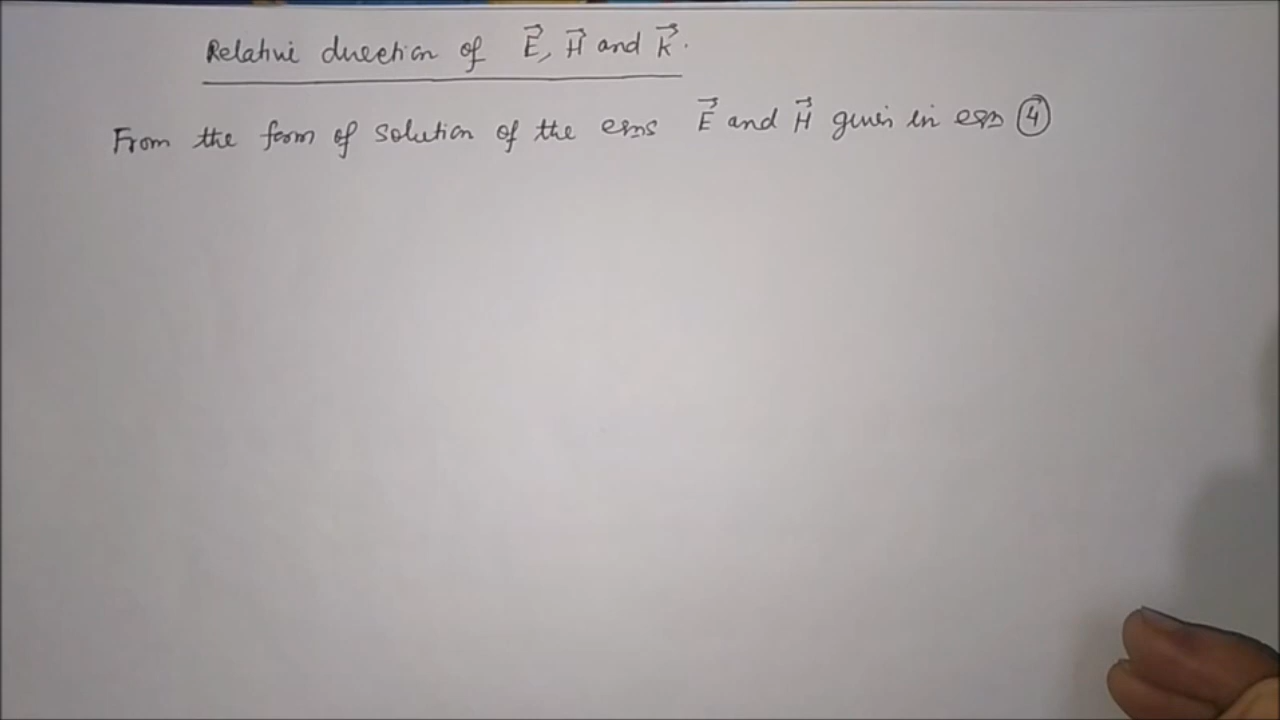 Relative direction of E⃗, H⃗ and K⃗.
From the form of solution of the eqns E⃗ and H⃗ given in eqn ④